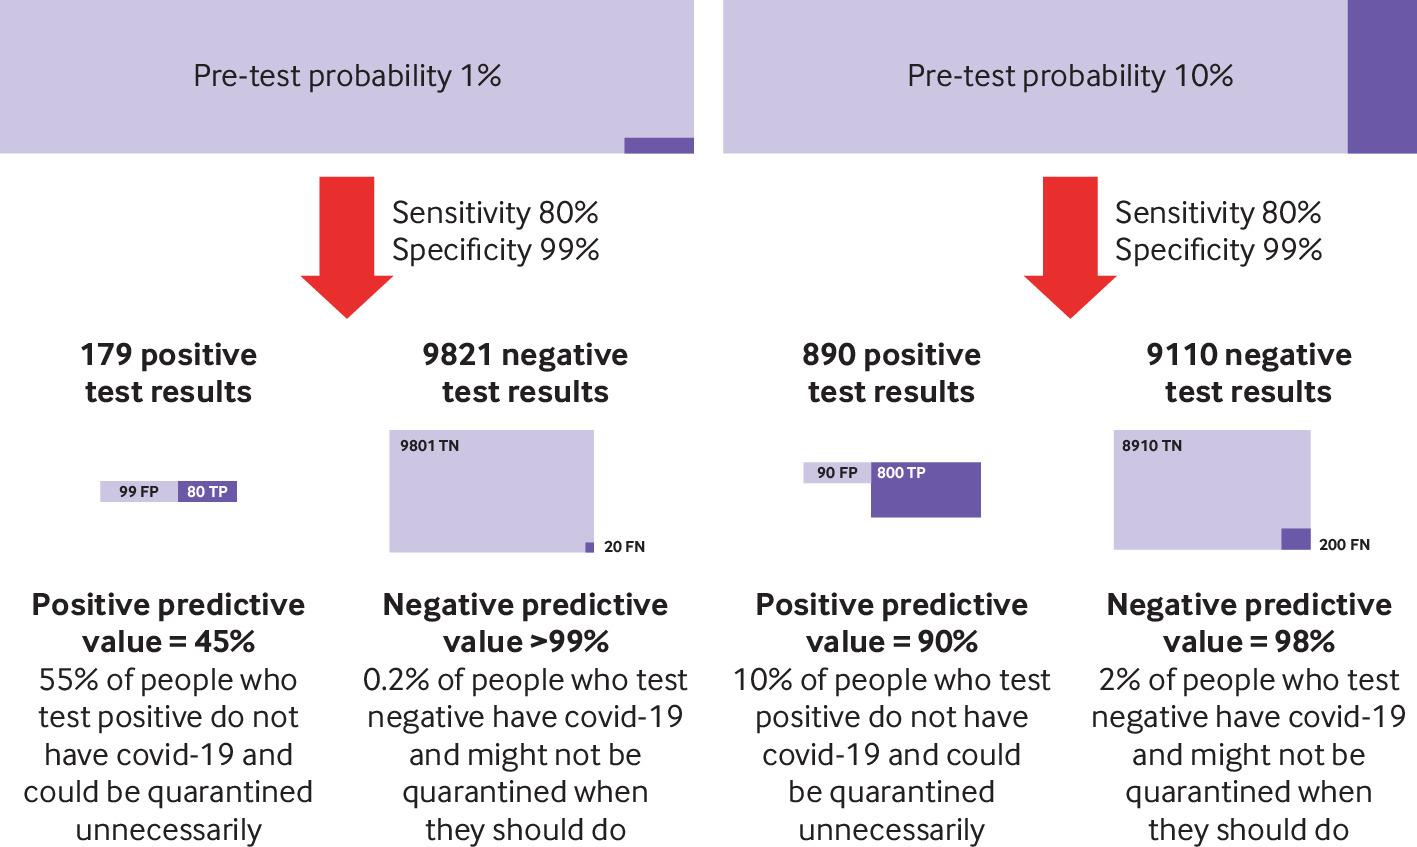 Pre-test probability 1%
Sensitivity 80%
Specificity 99%
179 positive
test results
9821 negative
test results
99 FP
80 TP
9801 TN
20 FN
Positive predictive
value = 45%
55% of people who
test positive do not
have covid-19 and
could be quarantined
unnecessarily
Negative predictive
value >99%
0.2% of people who test
negative have covid-19
and might not be
quarantined when
they should do
Pre-test probability 10%
Sensitivity 80%
Specificity 99%
890 positive
test results
9110 negative
test results
90 FP
800 TP
8910 TN
200 FN
Positive predictive
value = 90%
10% of people who test
positive do not have
covid-19 and could
be quarantined
unnecessarily
Negative predictive
value = 98%
2% of people who test
negative have covid-19
and might not be
quarantined when
they should do